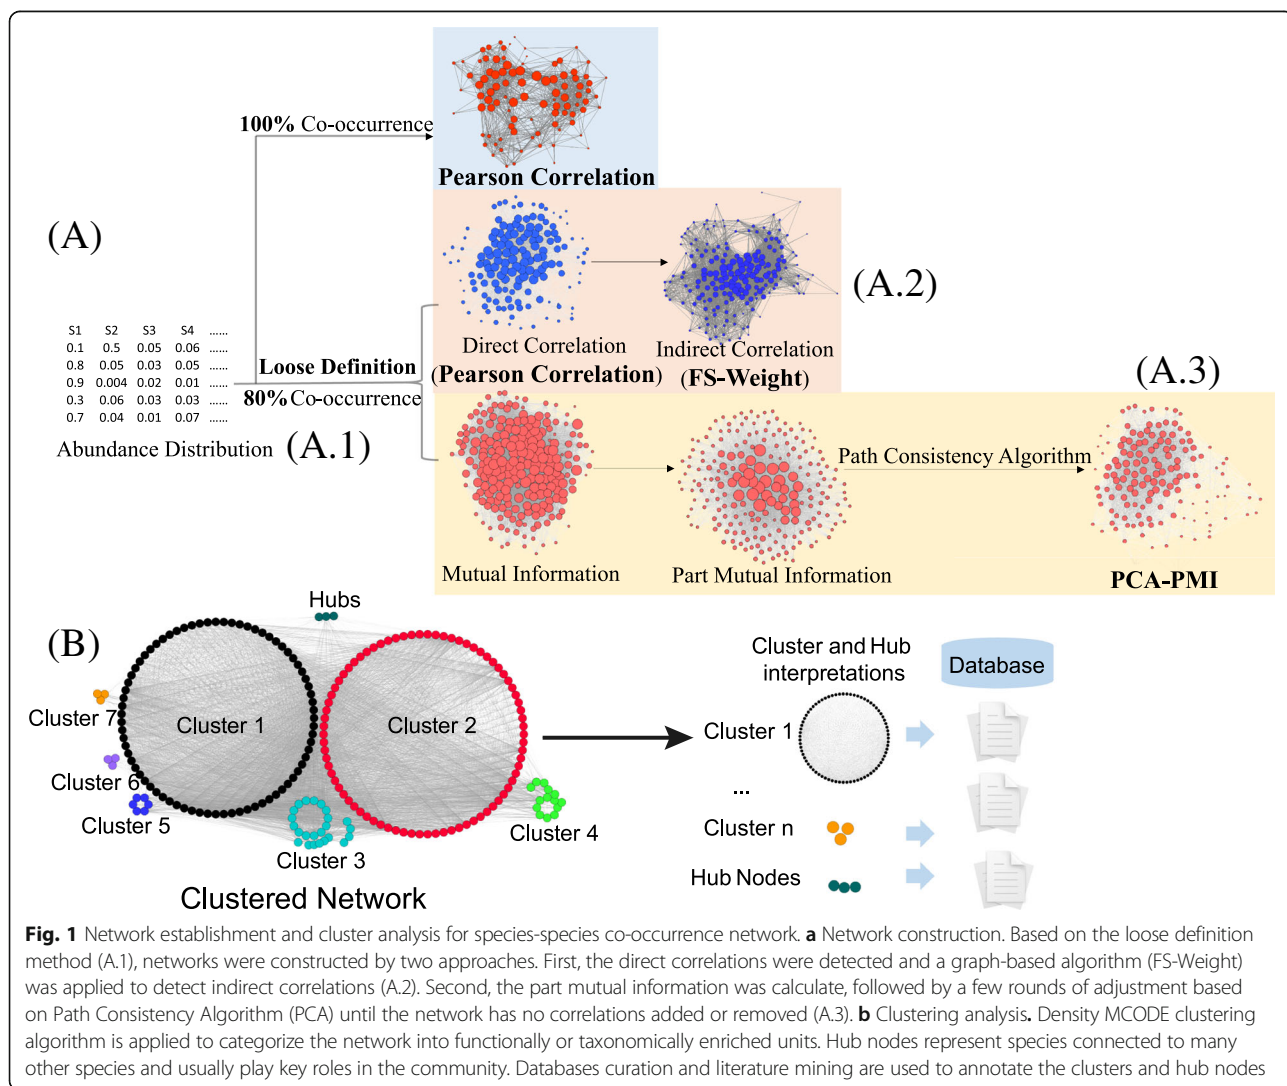 (A)
100% Co-occurrence
Pearson Correlation
S1 S2 S3 S4 ......
0.1 0.5 0.05 0.06 ......
0.8 0.05 0.03 0.05 ......
0.9 0.004 0.02 0.01 ......
0.3 0.06 0.03 0.03 ......
0.7 0.04 0.01 0.07 ......
Abundance Distribution
(A.1)
Loose Definition
80% Co-occurrence
Direct Correlation
(Pearson Correlation)
Indirect Correlation
(FS-Weight)
(A.2)
Mutual Information
Part Mutual Information
Path Consistency Algorithm
(A.3)
PCA-PMI
(B)
Hubs
Cluster 1
Cluster 2
Cluster 7
Cluster 6
Cluster 5
Cluster 3
Cluster 4
Clustered Network
Cluster and Hub
interpretations
Database
Cluster 1
...
Cluster n
Hub Nodes
Fig. 1 Network establishment and cluster analysis for species-species co-occurrence network. a Network construction. Based on the loose definition
method (A.1), networks were constructed by two approaches. First, the direct correlations were detected and a graph-based algorithm (FS-Weight)
was applied to detect indirect correlations (A.2). Second, the part mutual information was calculate, followed by a few rounds of adjustment based
on Path Consistency Algorithm (PCA) until the network has no correlations added or removed (A.3). b Clustering analysis. Density MCODE clustering
algorithm is applied to categorize the network into functionally or taxonomically enriched units. Hub nodes represent species connected to many
other species and usually play key roles in the community. Databases curation and literature mining are used to annotate the clusters and hub nodes